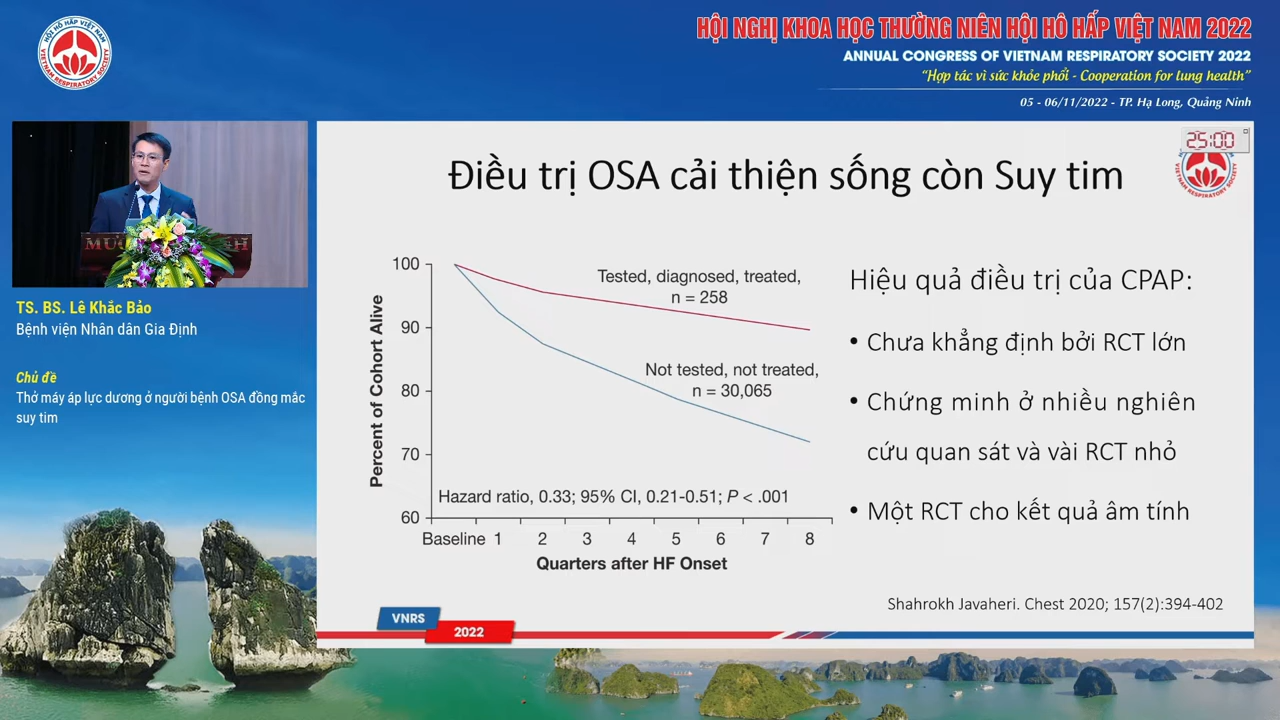 HỘI HÔ HẤP VIỆT NAM
VIETNAM RESPIRATORY SOCIETY
HỘI NGHỊ KHOA HỌC THƯỜNG NIÊN HỘI HÔ HẤP VIỆT NAM 2022
ANNUAL CONGRESS OF VIETNAM RESPIRATORY SOCIETY 2022
“Hợp tác vì sức khỏe phổi - Cooperation for lung health”
05 - 06/11/2022 - TP. Hạ Long, Quảng Ninh
TS. BS. Lê Khắc Bảo
Bệnh viện Nhân dân Gia Định
Chủ đề
Thở máy áp lực dương ở người bệnh OSA đồng mắc
suy tim
25:00
Điều trị OSA cải thiện sống còn Suy tim
Percent of Cohort Alive
100
90
80
70
60
Tested, diagnosed, treated,
n = 258
Not tested, not treated,
n = 30,065
Hazard ratio, 0.33; 95% CI, 0.21-0.51; P < .001
Baseline 1 2 3 4 5 6 7 8
Quarters after HF Onset
Hiệu quả điều trị của CPAP:
• Chưa khẳng định bởi RCT lớn
• Chứng minh ở nhiều nghiên
cứu quan sát và vài RCT nhỏ
• Một RCT cho kết quả âm tính
Shahrokh Javaheri. Chest 2020; 157(2):394-402
VNRS
2022